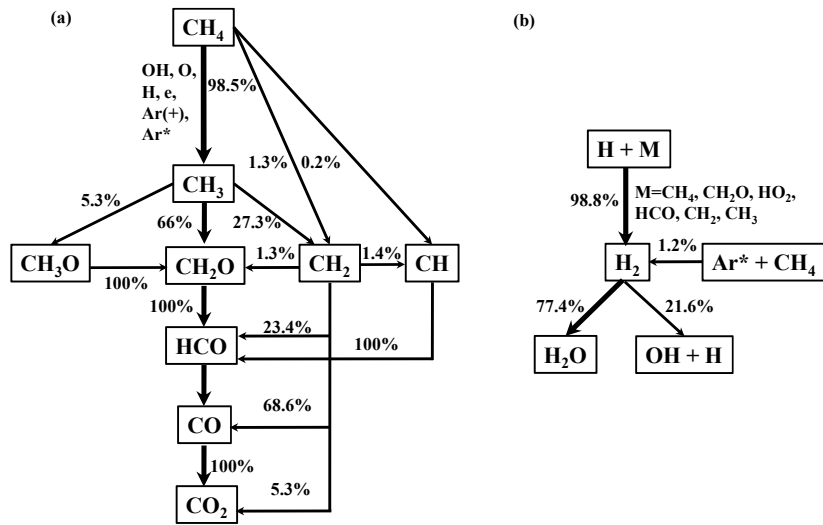 (a)
(b)
CH4
OH, O,
H, e,
Ar(+),
Ar*
98.5%
1.3%
0.2%
CH3
5.3%
66%
27.3%
CH3O
CH2O
CH2
CH
100%
1.3%
1.4%
100%
HCO
23.4%
100%
CO
68.6%
100%
CO2
5.3%
H + M
98.8%
M=CH4, CH2O, HO2,
HCO, CH2, CH3
H2
1.2%
Ar* + CH4
77.4%
21.6%
H2O
OH + H